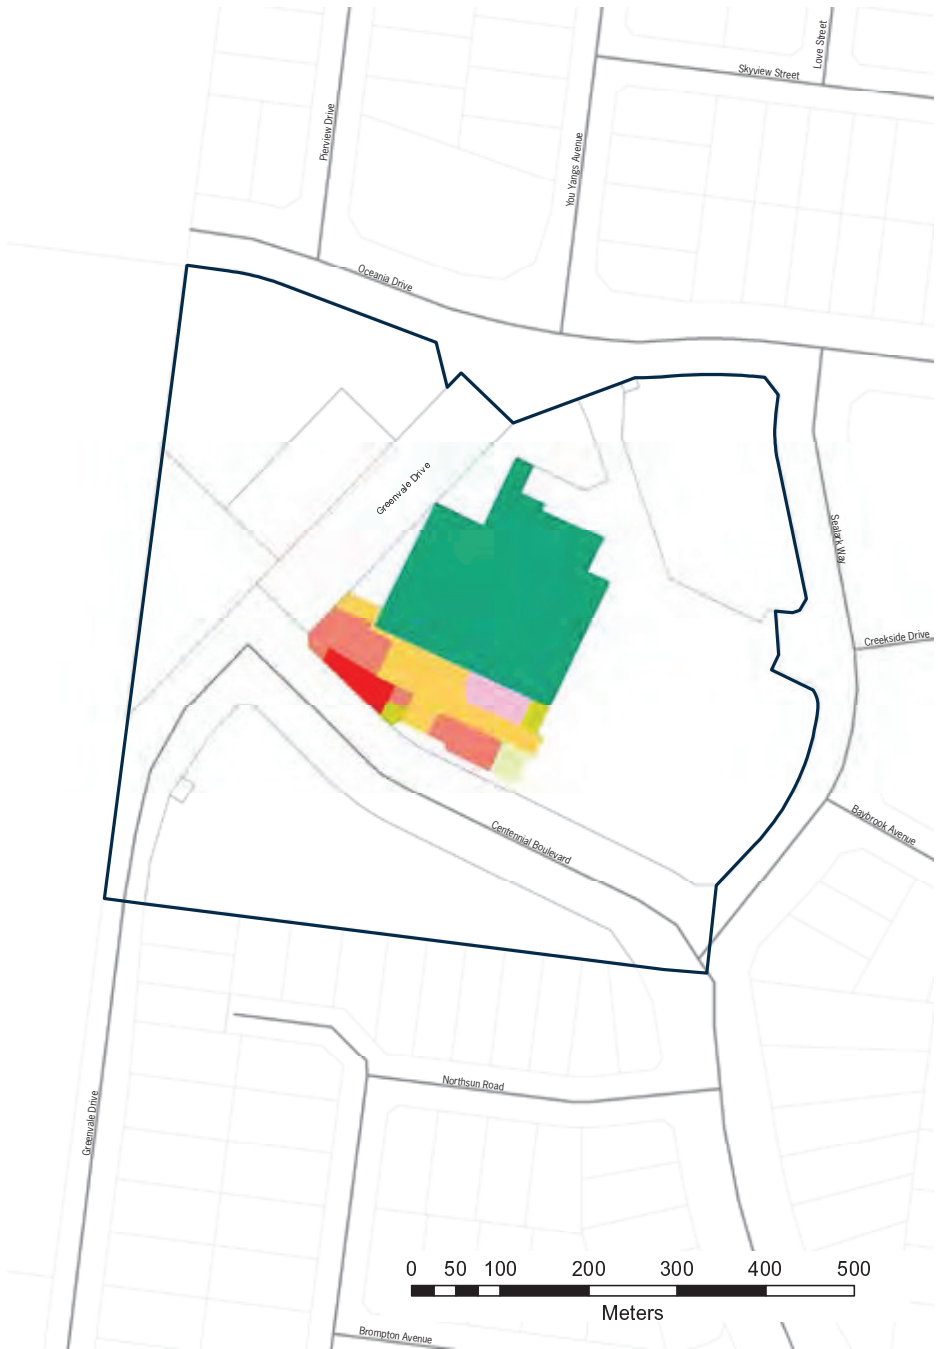 Love Street
Skyview Street
Pierview Drive
You Yangs Avenue
Oceania Drive
Greenvale Drive
Sealark Way
Creekside Drive
Baybrook Avenue
Centennial Boulevard
Northsun Road
Greenvale Drive
0 50 100 200 300 400 500
Meters
Brompton Avenue